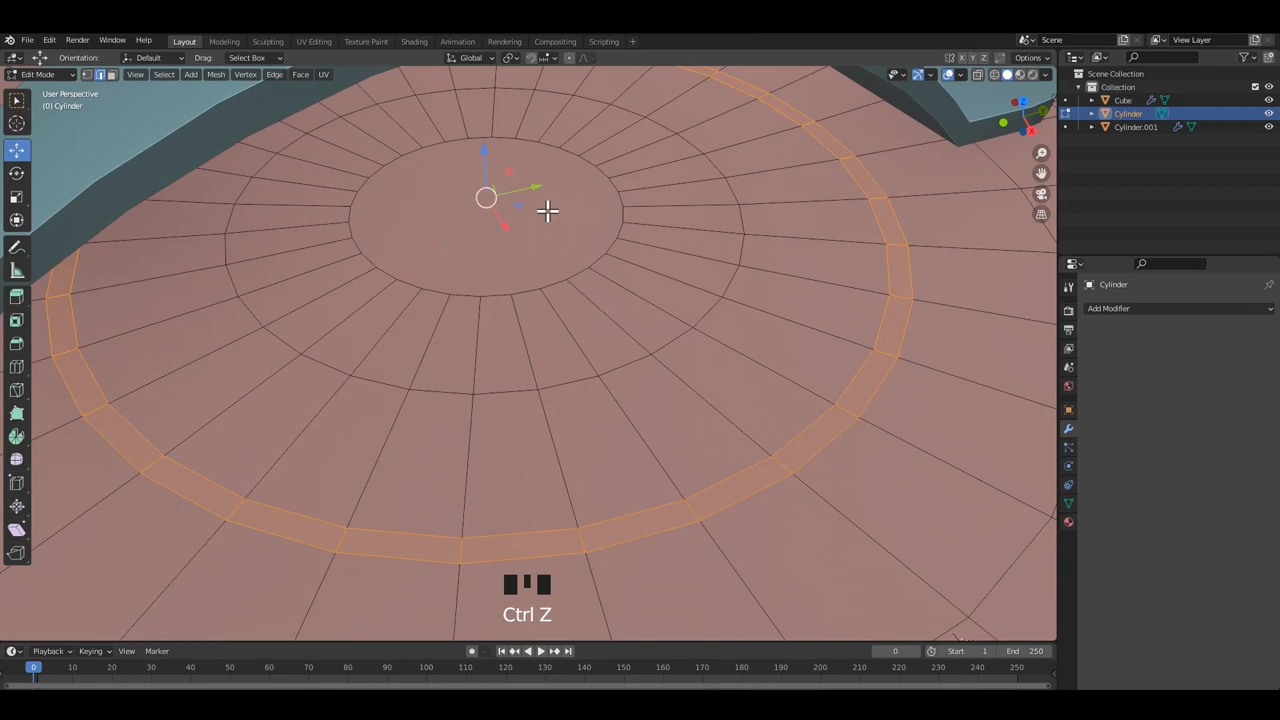 File Edit Render Window Help Layout Modeling Sculpting UV Editing Texture Paint Shading Animation Rendering Compositing Scripting + Scene View Layer
Orientation: Default Drag: Select Box Global Options
Edit Mode View Select Add Mesh Vertex Edge Face UV X Y Z
User Perspective
(0) Cylinder
Scene Collection
Collection
Cube
Cylinder
Cylinder.001
Cylinder
Add Modifier
Ctrl Z
Playback Keying View Marker 0 Start 1 End 250
0 10 20 30 40 50 60 70 80 90 100 110 120 130 140 150 160 170 180 190 200 210 220 230 240 250